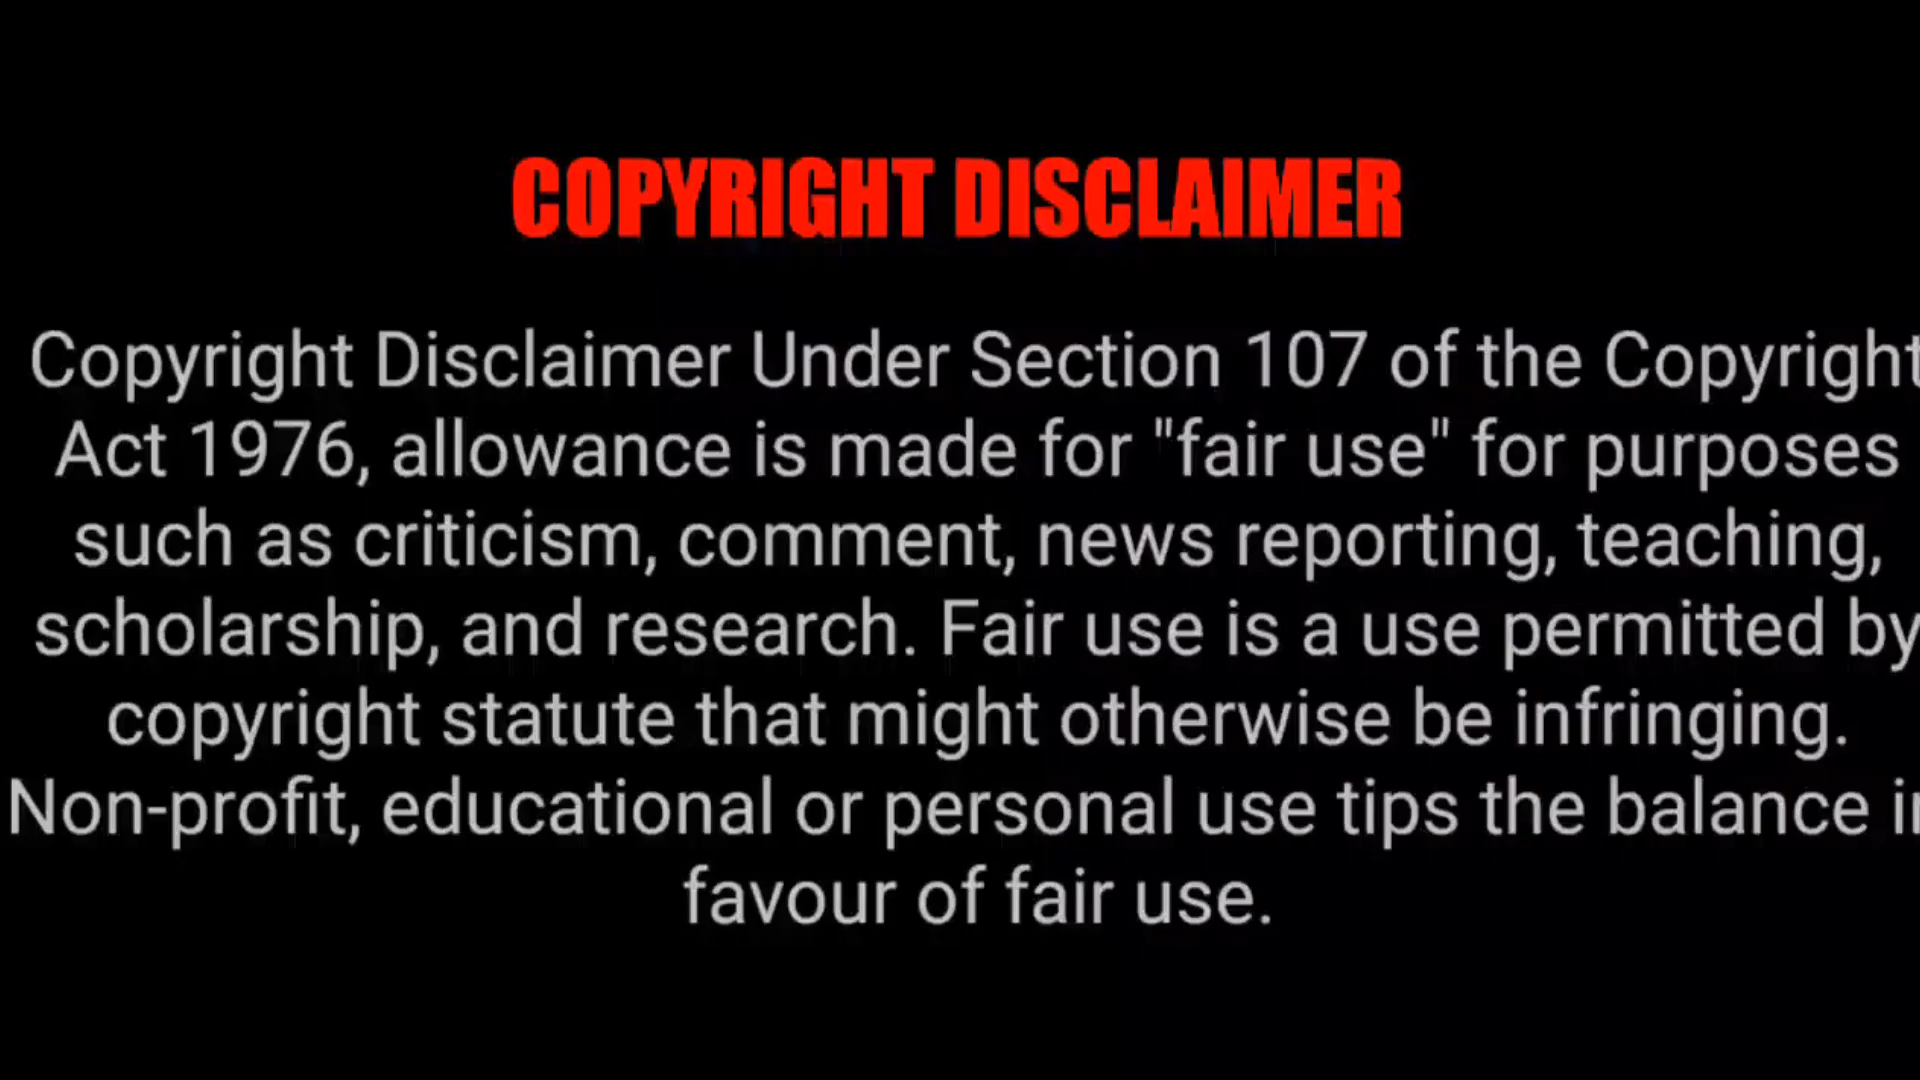 COPYRIGHT DISCLAIMER
Copyright Disclaimer Under Section 107 of the Copyright
Act 1976, allowance is made for "fair use" for purposes
such as criticism, comment, news reporting, teaching,
scholarship, and research. Fair use is a use permitted by
copyright statute that might otherwise be infringing.
Non-profit, educational or personal use tips the balance in
favour of fair use.